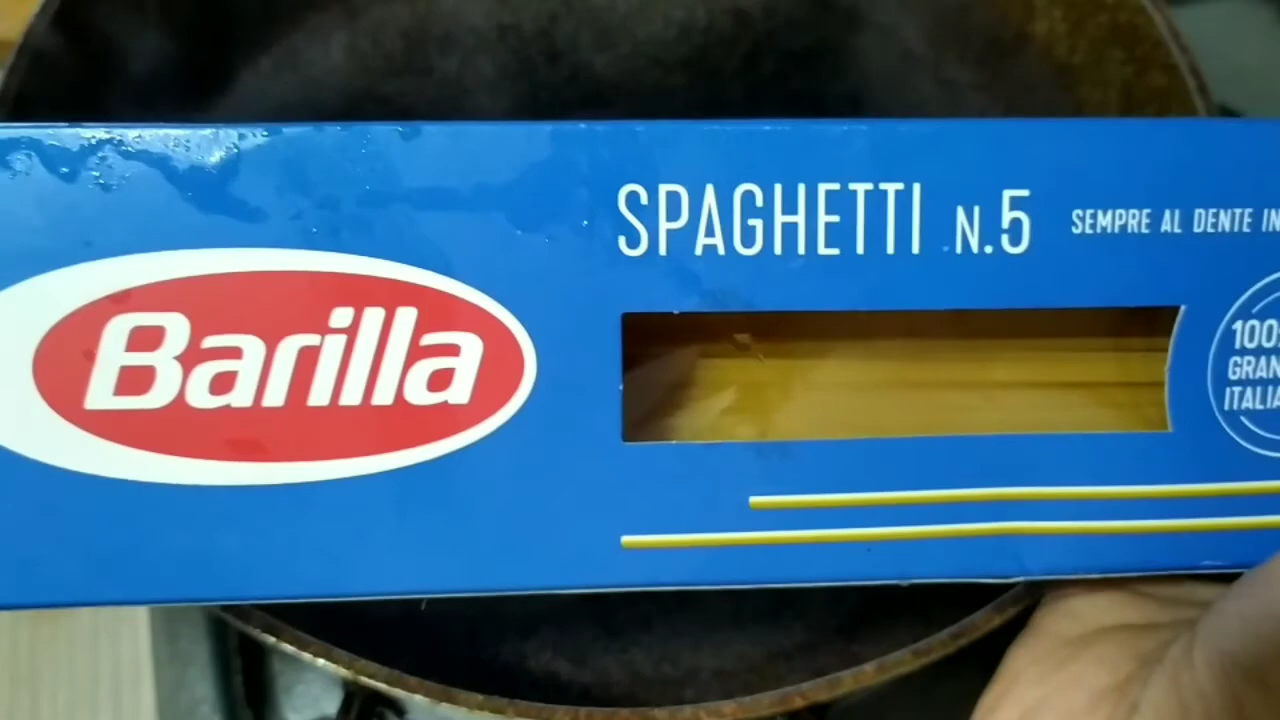 SPAGHETTI N.5
SEMPRE AL DENTE IN
Barilla
100%
GRAN
ITALIA